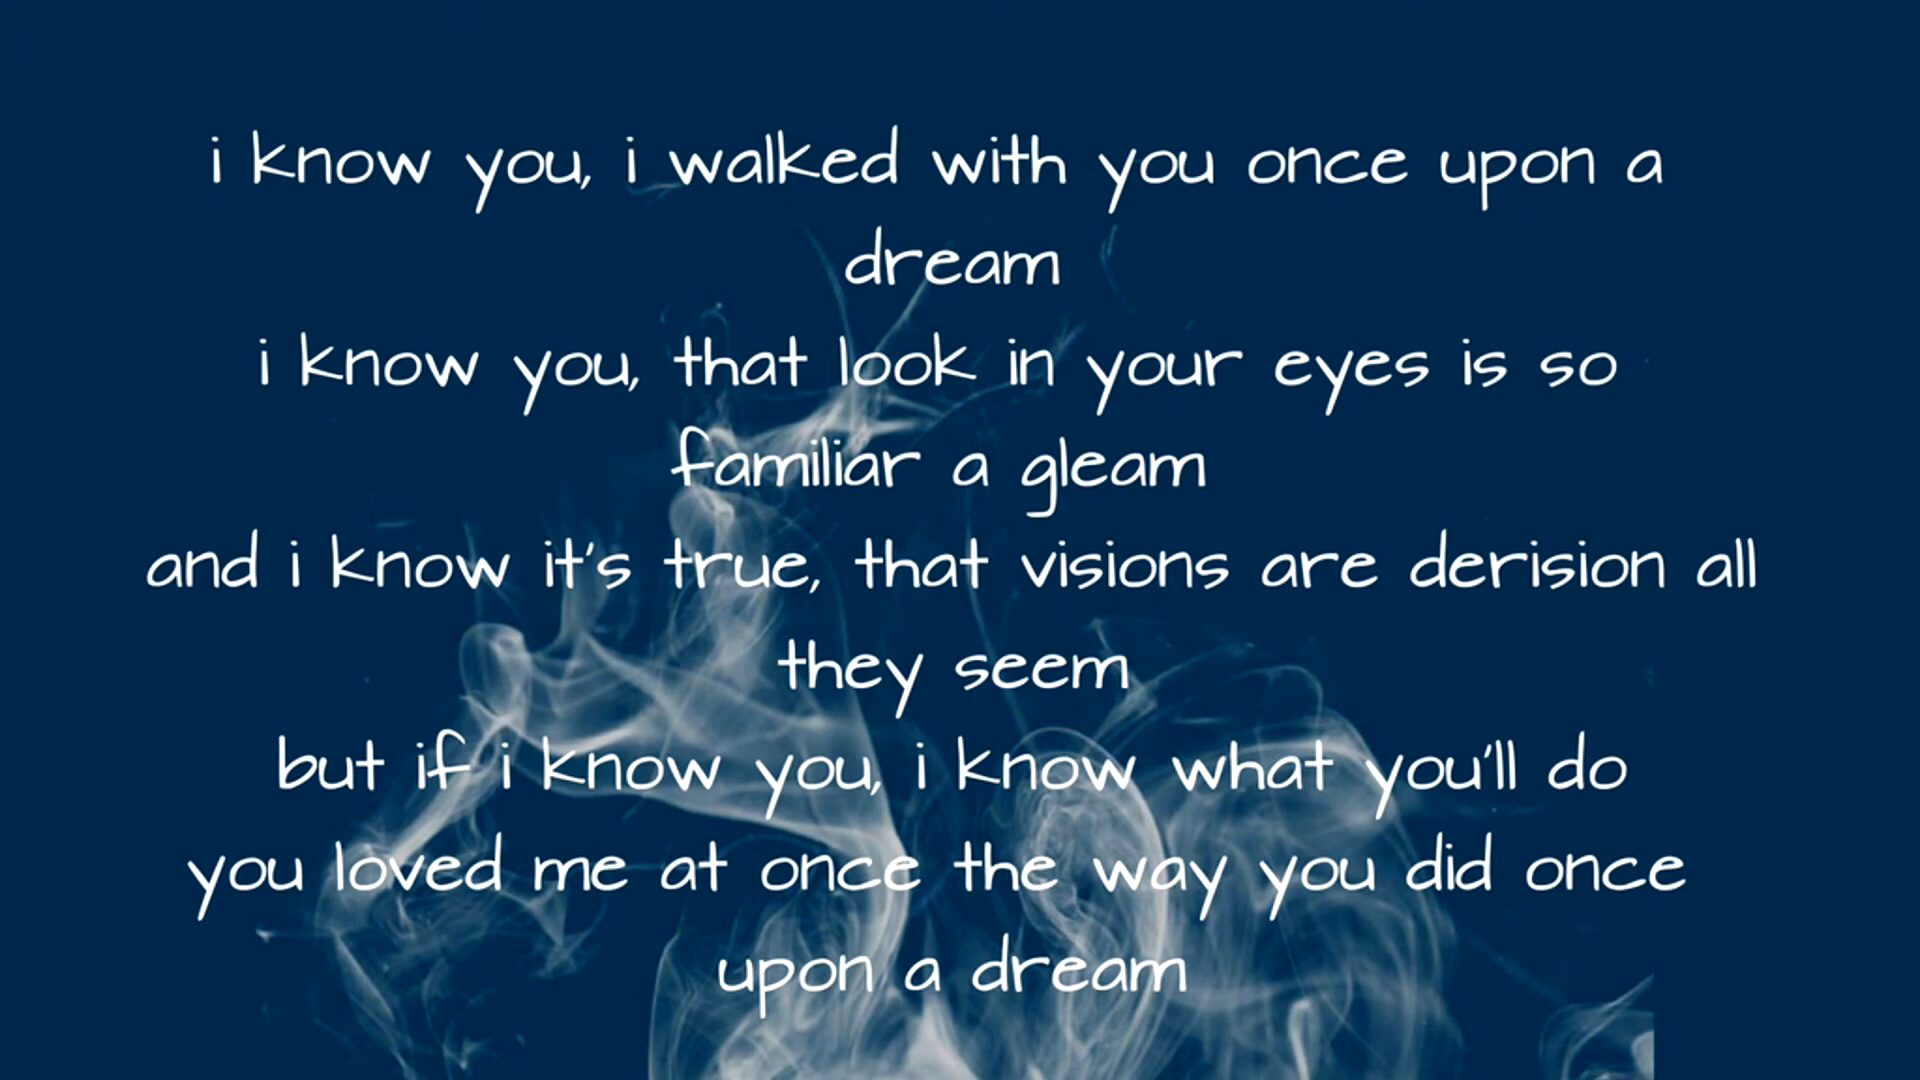 i know you, i walked with you once upon a
dream
i know you, that look in your eyes is so
familiar a gleam
and i know it's true, that visions are derision all
they seem
but if i know you, i know what you'll do
you loved me at once the way you did once
upon a dream